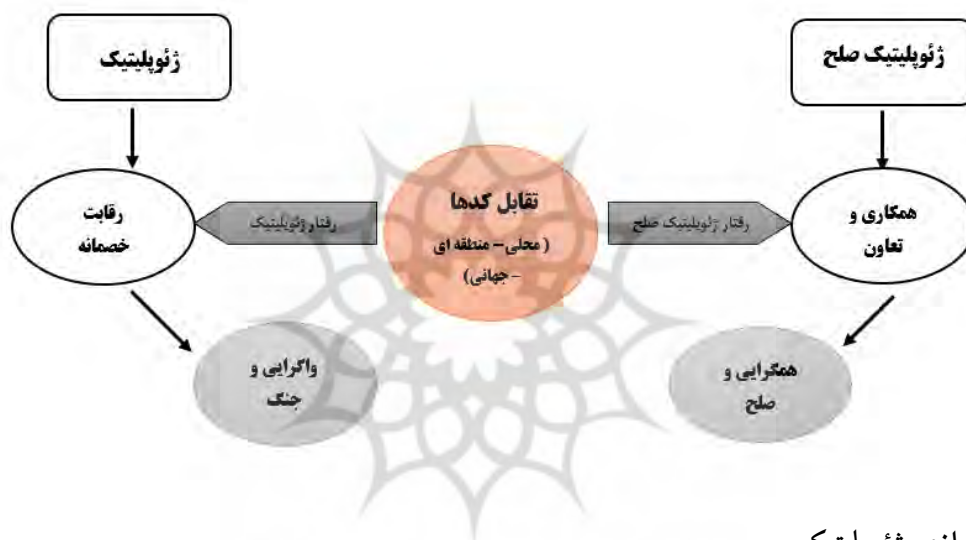 ژئوپلیتیک صلح
ژئوپلیتیک
همکاری و
تعاون
رفتار ژئوپلیتیک صلح
تقابل کدها
( محلی – منطقه ای
– جهانی)
رفتار ژئوپلیتیک
رقابت
خصمانه
همگرایی و
صلح
واگرایی و
جنگ